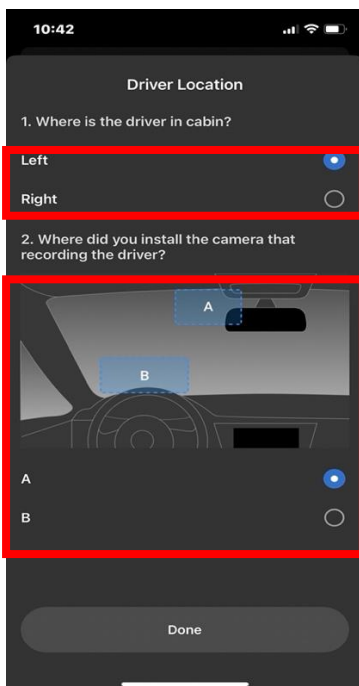 10:42
Driver Location
1. Where is the driver in cabin?
Left
Right
2. Where did you install the camera that
recording the driver?
A
B
A
B
Done